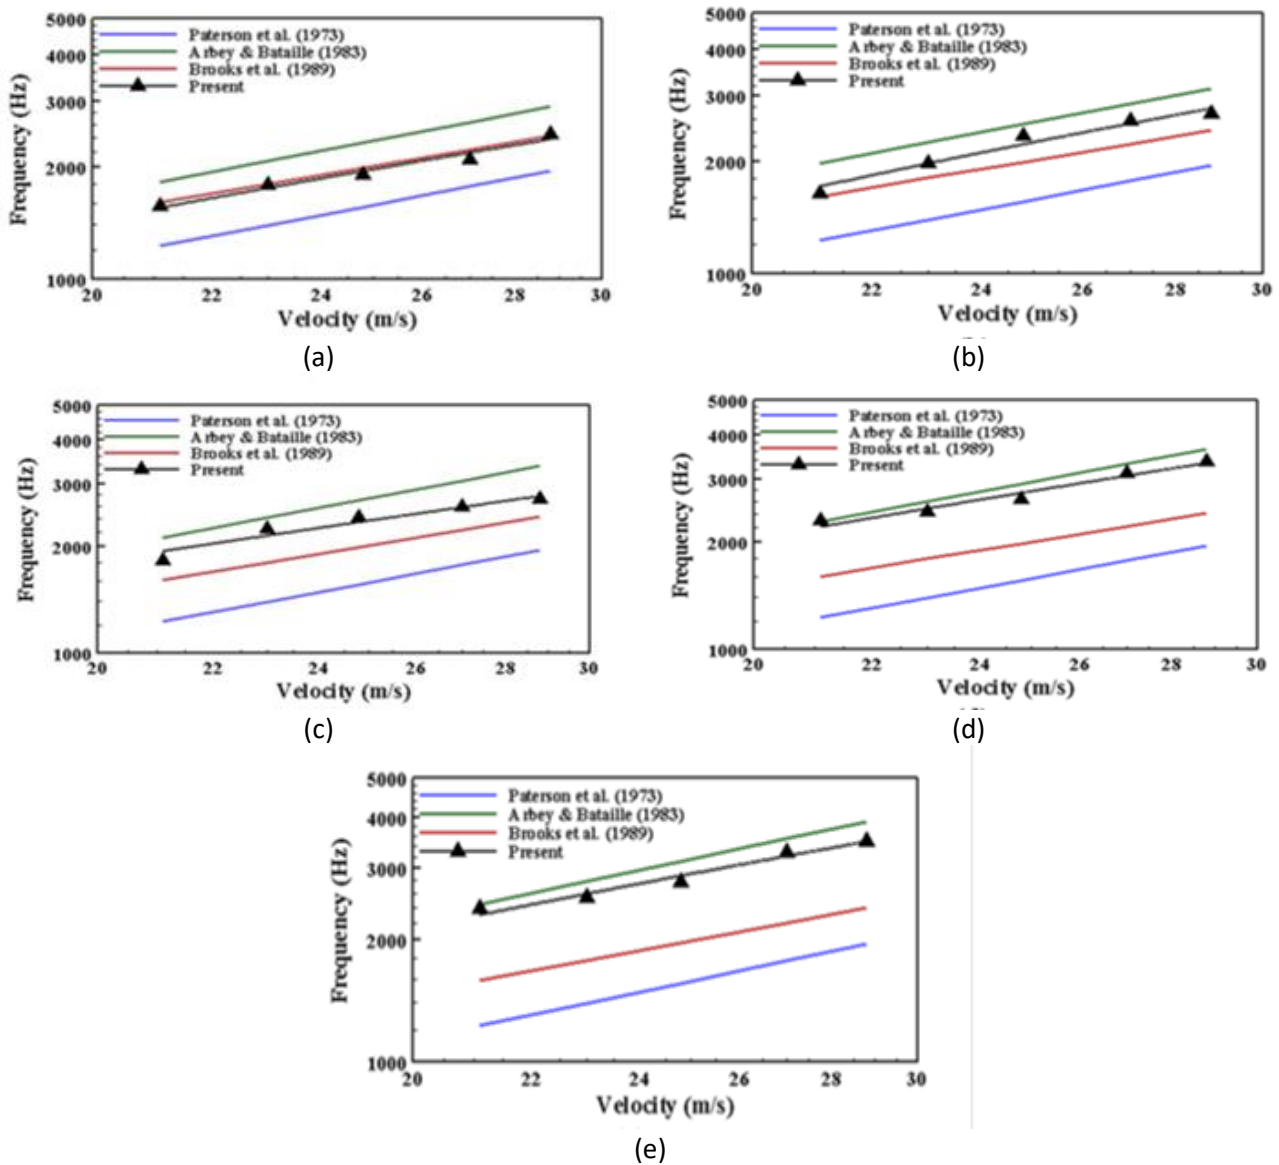 5000
4000
3000
2000
1000
Frequency (Hz)
Paterson et al. (1973)
Arbey & Bataille (1983)
Brooks et al. (1989)
Present
20 22 24 26 28 30
Velocity (m/s)
(a)
5000
4000
3000
2000
1000
Frequency (Hz)
Paterson et al. (1973)
Arbey & Bataille (1983)
Brooks et al. (1989)
Present
20 22 24 26 28 30
Velocity (m/s)
(b)
5000
4000
3000
2000
1000
Frequency (Hz)
Paterson et al. (1973)
Arbey & Bataille (1983)
Brooks et al. (1989)
Present
20 22 24 26 28 30
Velocity (m/s)
(c)
5000
4000
3000
2000
1000
Frequency (Hz)
Paterson et al. (1973)
Arbey & Bataille (1983)
Brooks et al. (1989)
Present
20 22 24 26 28 30
Velocity (m/s)
(d)
5000
4000
3000
2000
1000
Frequency (Hz)
Paterson et al. (1973)
Arbey & Bataille (1983)
Brooks et al. (1989)
Present
20 22 24 26 28 30
Velocity (m/s)
(e)